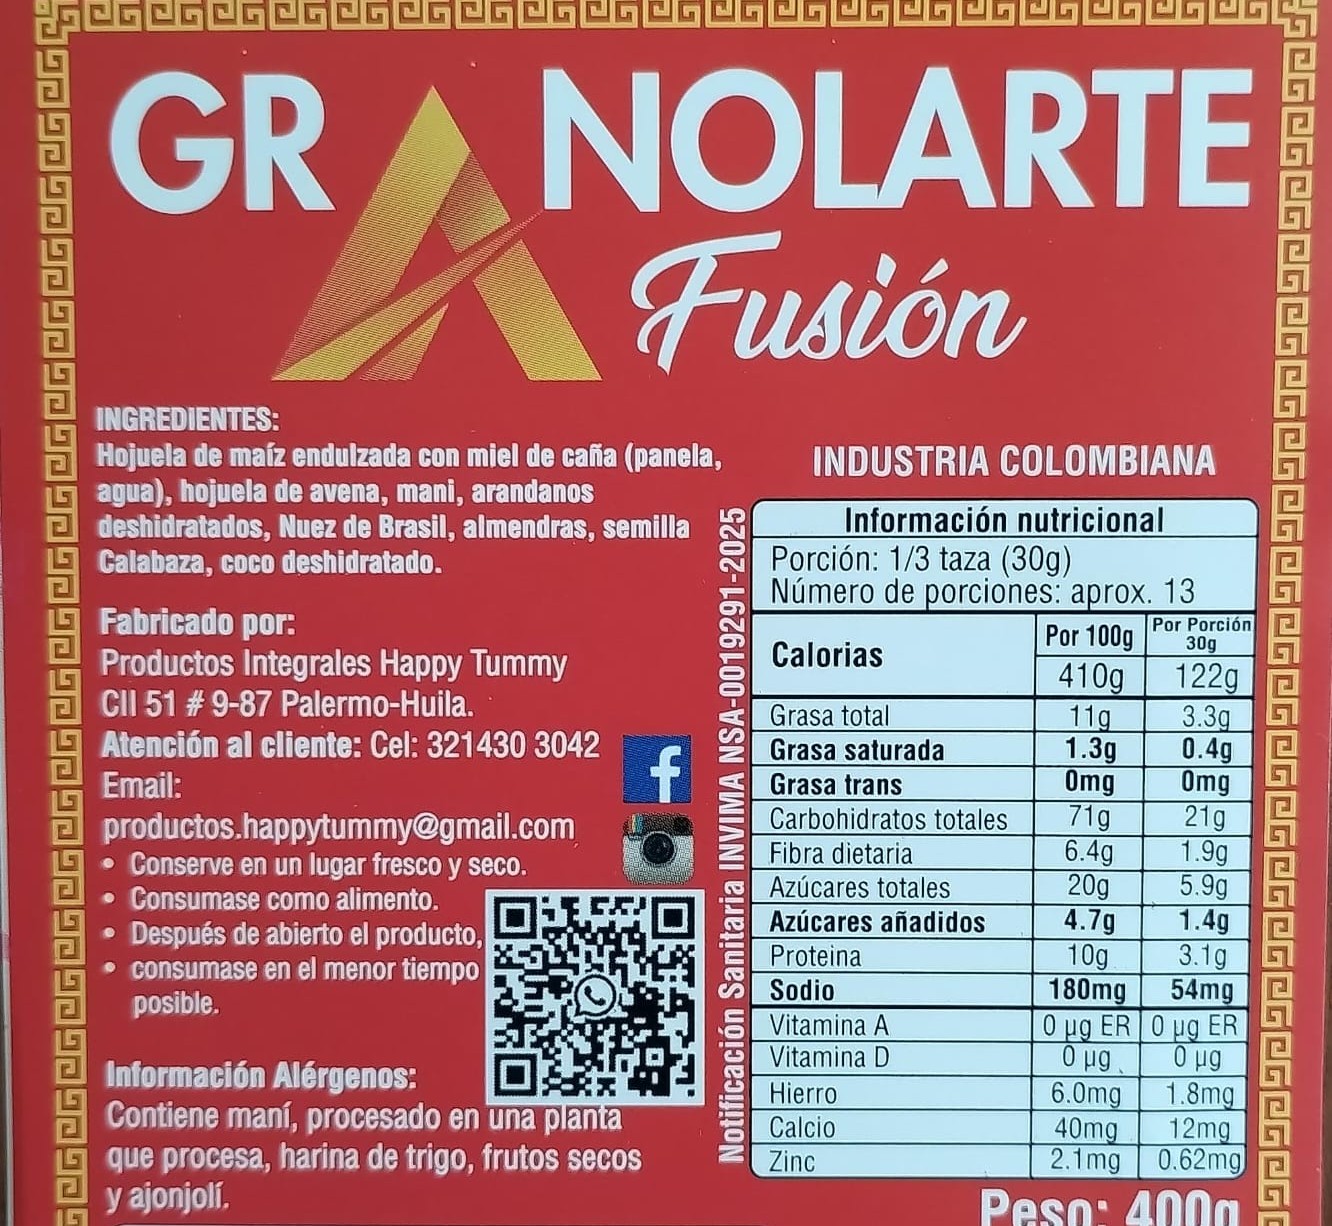 GRANOLARTE
Fusión
INGREDIENTES:
Hojuela de maíz endulzada con miel de caña (panela,
agua), hojuela de avena, mani, arandanos
deshidratados, Nuez de Brasil, almendras, semilla
Calabaza, coco deshidratado.
Fabricado por:
Productos Integrales Happy Tummy
Cll 51 # 9-87 Palermo-Huila.
Atención al cliente: Cel: 321430 3042
Email:
productos.happytummy@gmail.com
• Conserve en un lugar fresco y seco.
• Consumase como alimento.
• Después de abierto el producto,
• consumase en el menor tiempo
posible.
Información Alérgenos:
Contiene maní, procesado en una planta
que procesa, harina de trigo, frutos secos
y ajonjolí.
Notificación Sanitaria INVIMA NSA-0019291-2025
INDUSTRIA COLOMBIANA
Información nutricional
Porción: 1/3 taza (30g)
Número de porciones: aprox. 13
Calorias Por 100g Por Porción 30g
410g 122g
Grasa total 11g 3.3g
Grasa saturada 1.3g 0.4g
Grasa trans 0mg 0mg
Carbohidratos totales 71g 21g
Fibra dietaria 6.4g 1.9g
Azúcares totales 20g 5.9g
Azúcares añadidos 4.7g 1.4g
Proteina 10g 3.1g
Sodio 180mg 54mg
Vitamina A 0 µg ER 0 µg ER
Vitamina D 0 µg 0 µg
Hierro 6.0mg 1.8mg
Calcio 40mg 12mg
Zinc 2.1mg 0.62mg
Peso: 400g